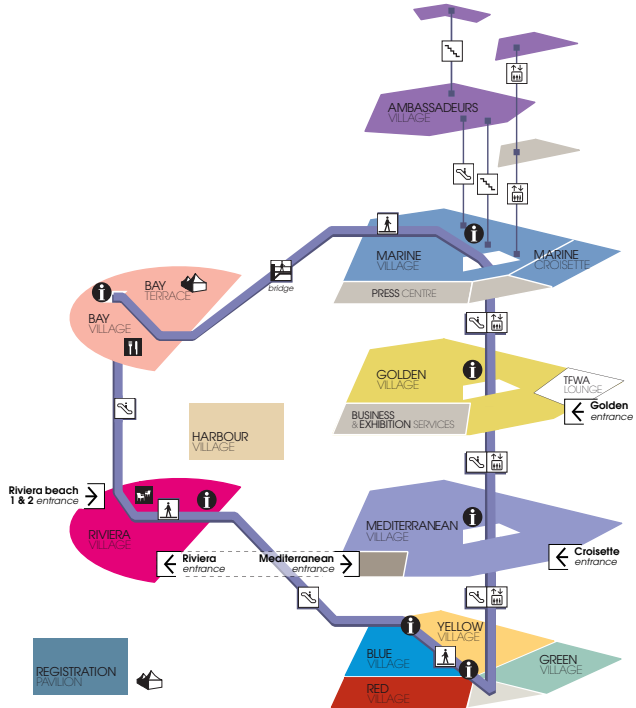 AMBASSADEURS
VILLAGE
MARINE
VILLAGE
MARINE
CROISETTE
PRESS CENTRE
BAY
TERRACE
bridge
BAY
VILLAGE
GOLDEN
VILLAGE
TFWA
LOUNGE
Golden
entrance
BUSINESS
& EXHIBITION SERVICES
HARBOUR
VILLAGE
Riviera beach
1 & 2 entrance
RIVIERA
VILLAGE
MEDITERRANEAN
VILLAGE
Riviera
entrance
Mediterranean
entrance
Croisette
entrance
YELLOW
VILLAGE
BLUE
VILLAGE
GREEN
VILLAGE
RED
VILLAGE
REGISTRATION
PAVILION